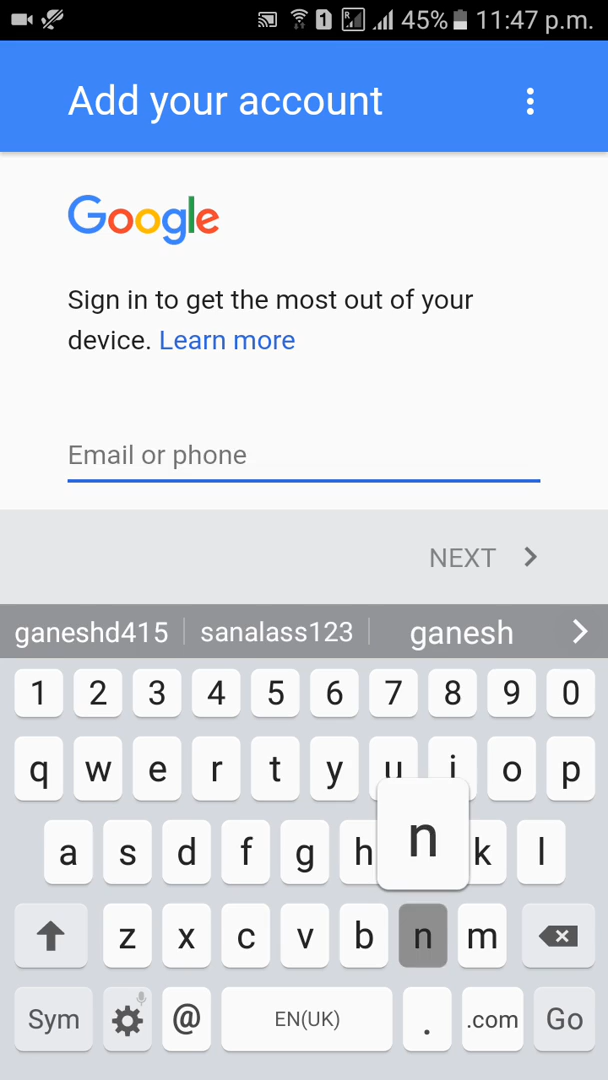 1 R 45% 11:47 p.m.
Add your account
Google
Sign in to get the most out of your
device. Learn more
Email or phone
NEXT
ganeshd415 sanalass123 ganesh
1 2 3 4 5 6 7 8 9 0
q w e r t y u i o p
a s d f g h n k l
z x c v b n m
Sym @ EN(UK) . .com Go